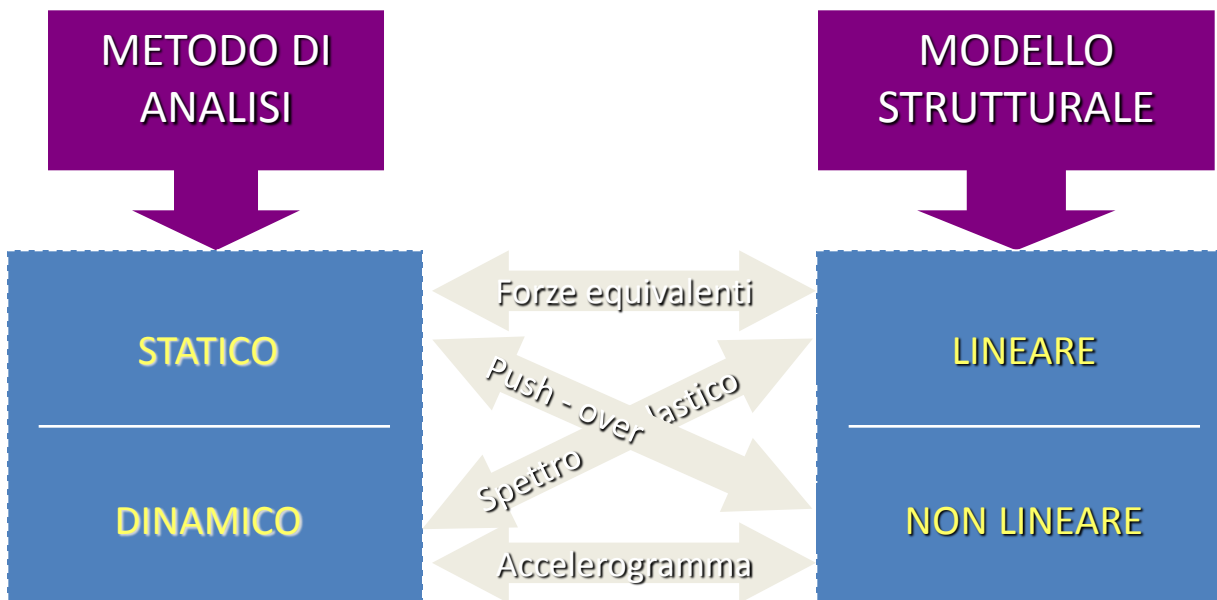 METODO DI
ANALISI
MODELLO
STRUTTURALE
Forze equivalenti
STATICO
LINEARE
Push - over
Spettro
DINAMICO
NON LINEARE
Accelerogramma